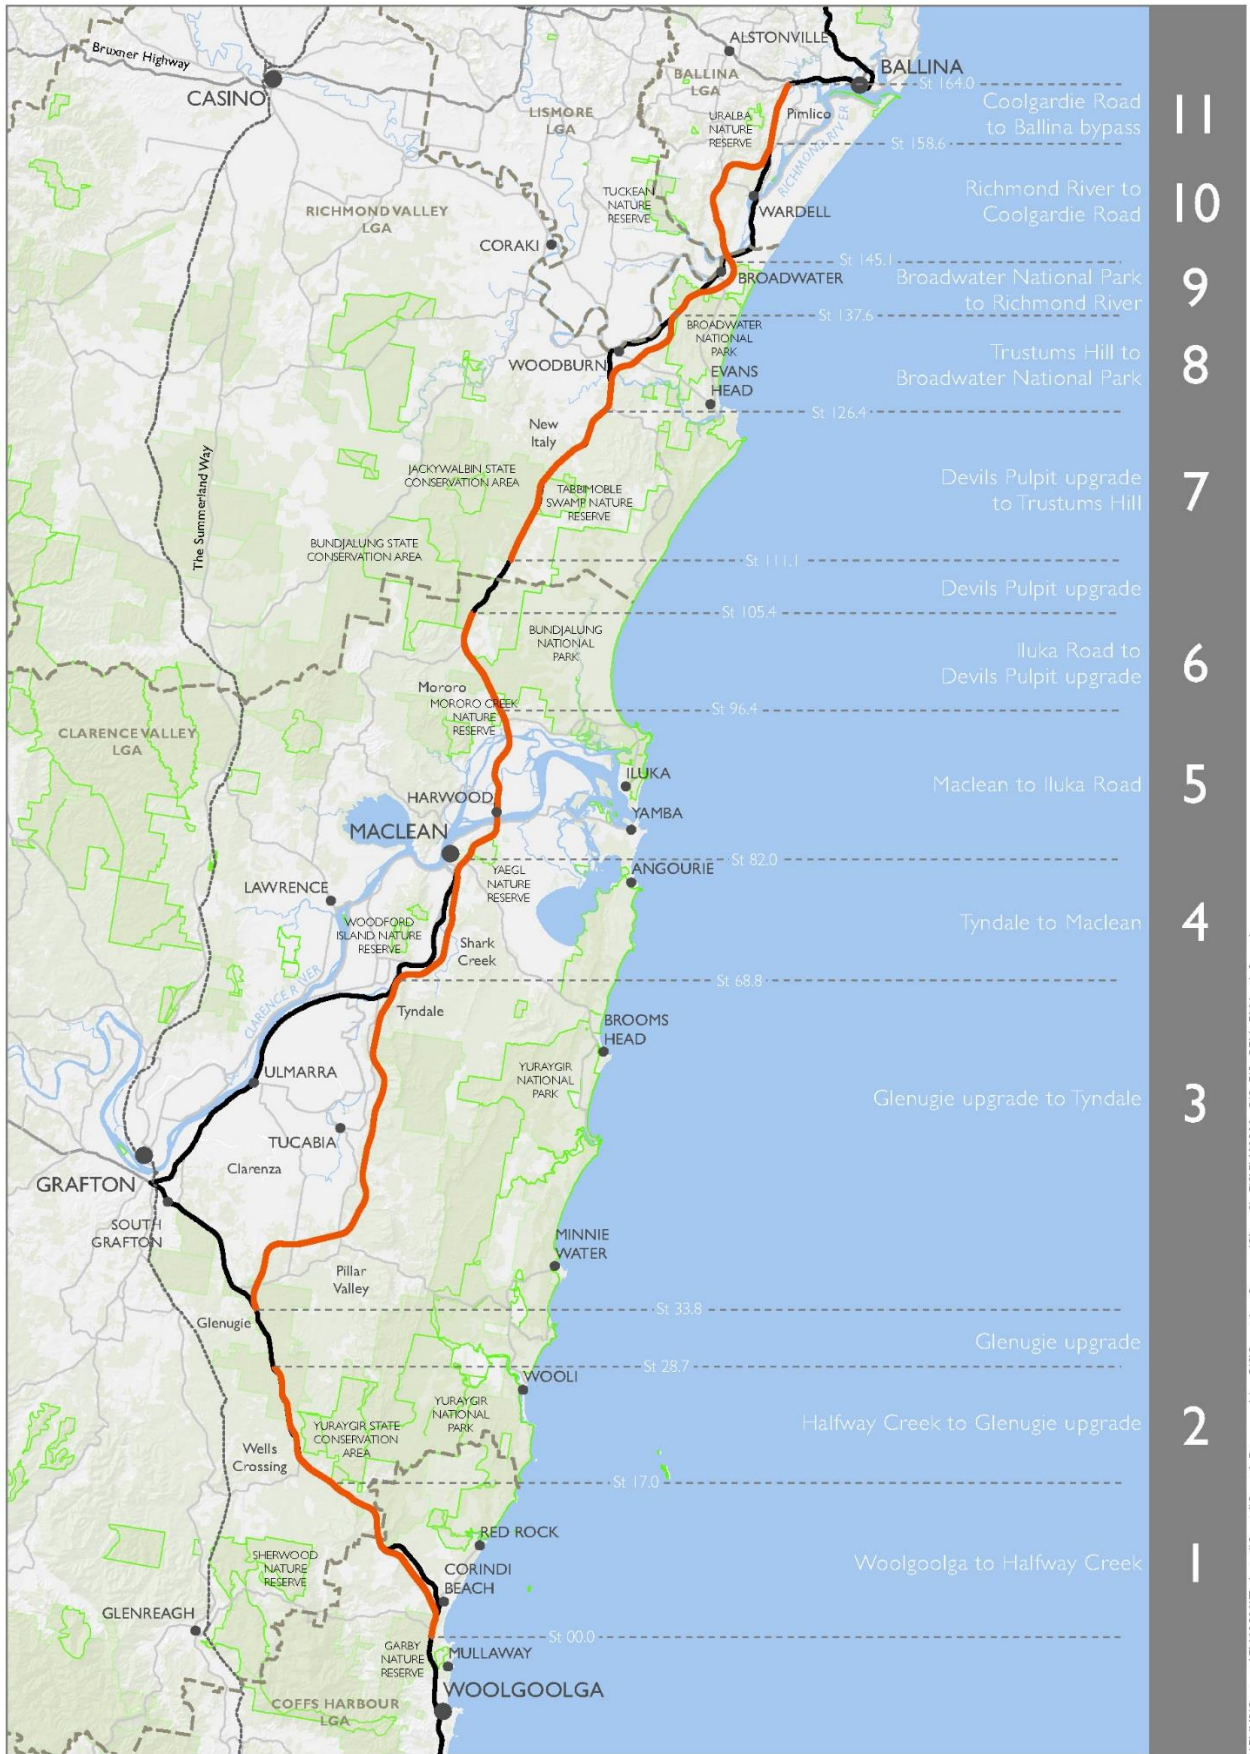 Bruxner Highway
ALSTONVILLE
BALLINA
CASINO
BALLINA
LGA
St 164.0
LISMORE
LGA
URALBA
NATURE
RESERVE
Pimlico
RICHMOND RIVER
Coolgardie Road
to Ballina bypass
11
St 158.6
TUCKEAN
NATURE
RESERVE
RICHMOND VALLEY
LGA
WARDELL
Richmond River to
Coolgardie Road
10
CORAKI
St 145.1
BROADWATER
Broadwater National Park
to Richmond River
9
St 137.6
BROADWATER
NATIONAL
PARK
WOODBURN
EVANS
HEAD
Trustums Hill to
Broadwater National Park
8
St 126.4
New
Italy
The Summerland Way
JACKYWALBIN STATE
CONSERVATION AREA
TABBIMOBLE
SWAMP NATURE
RESERVE
Devils Pulpit upgrade
to Trustums Hill
7
BUNDJALUNG STATE
CONSERVATION AREA
St 111.1
Devils Pulpit upgrade
St 105.4
BUNDJALUNG
NATIONAL
PARK
Iluka Road to
Devils Pulpit upgrade
6
Mororo
MORORO CREEK
NATURE
RESERVE
St 96.4
CLARENCE VALLEY
LGA
ILUKA
HARWOOD
YAMBA
Maclean to Iluka Road
5
MACLEAN
St 82.0
YAEGL
NATURE
RESERVE
ANGOURIE
LAWRENCE
WOODFORD
ISLAND NATURE
RESERVE
Shark
Creek
Tyndale to Maclean
4
St 68.8
CLARENCE RIVER
Tyndale
BROOMS
HEAD
ULMARRA
YURAYGIR
NATIONAL
PARK
Glenugie upgrade to Tyndale
3
TUCABIA
Clarenza
GRAFTON
SOUTH
GRAFTON
MINNIE
WATER
Pillar
Valley
St 33.8
Glenugie
Glenugie upgrade
St 28.7
WOOLI
YURAYGIR
NATIONAL
PARK
YURAYGIR STATE
CONSERVATION
AREA
Halfway Creek to Glenugie upgrade
2
Wells
Crossing
St 17.0
RED ROCK
SHERWOOD
NATURE
RESERVE
CORINDI
BEACH
Woolgoolga to Halfway Creek
1
GLENREAGH
St 00.0
GARBY
NATURE
RESERVE
MULLAWAY
WOOLGOOLGA
COFFS HARBOUR
LGA